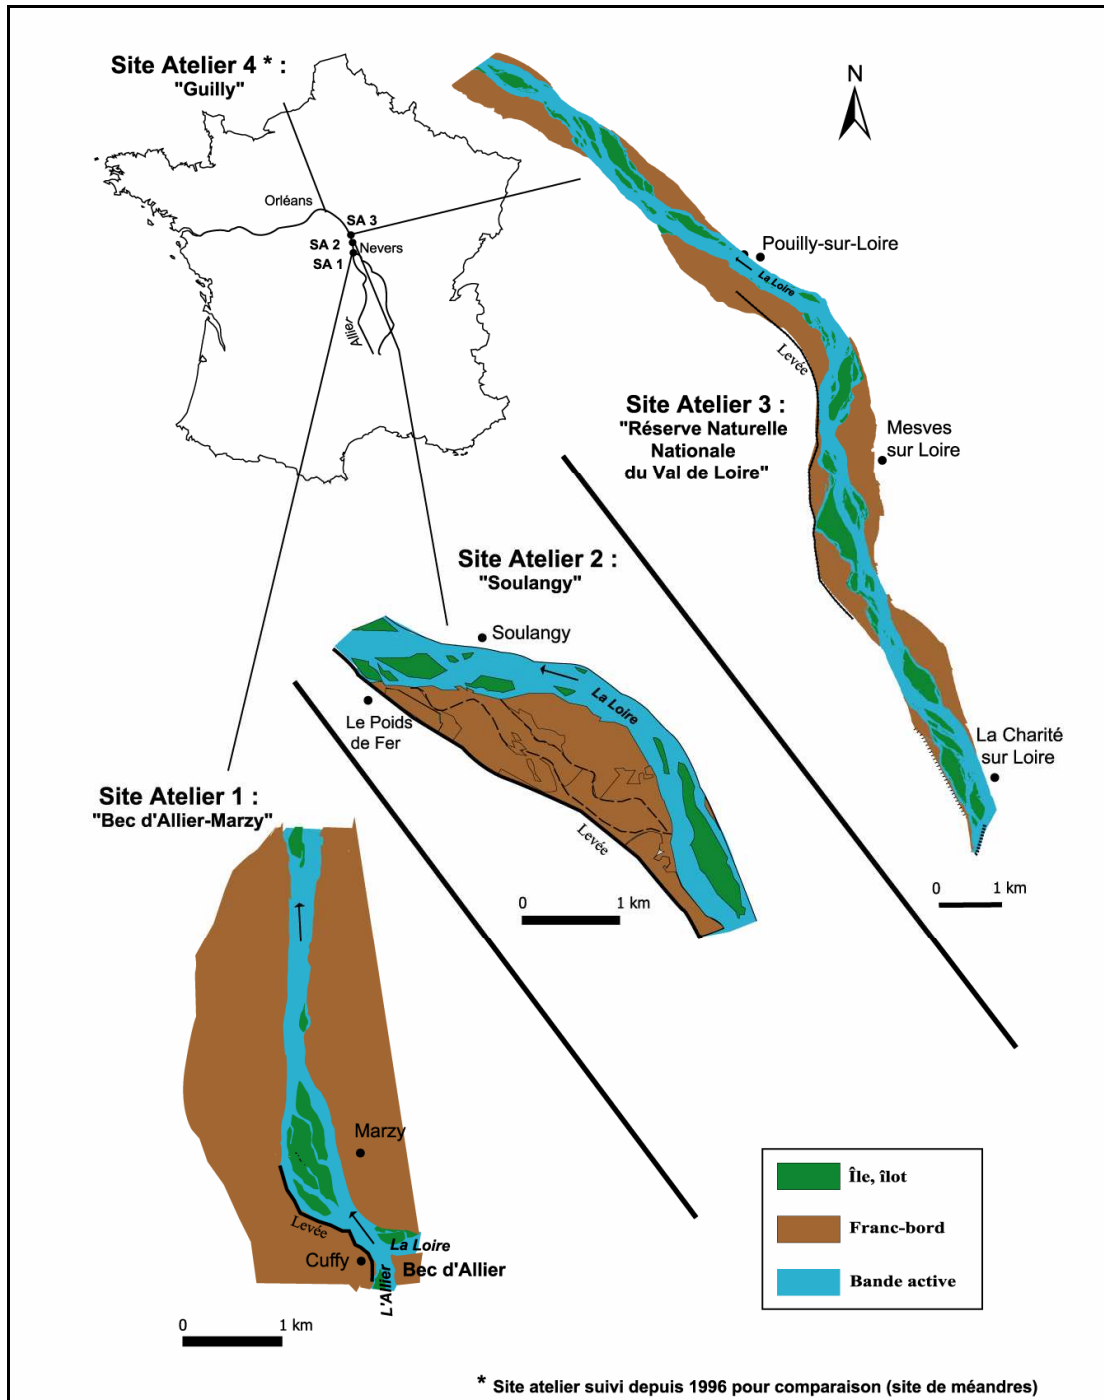 Site Atelier 4 * :
"Guilly"
N
Orléans
SA 3
SA 2
Nevers
SA 1
Allier
Pouilly-sur-Loire
La Loire
Levée
Site Atelier 3 :
"Réserve Naturelle
Nationale
du Val de Loire"
Mesves
sur Loire
Site Atelier 2 :
"Soulangy"
Soulangy
La Loire
Le Poids
de Fer
Levée
La Charité
sur Loire
0 1 km
0 1 km
Site Atelier 1 :
"Bec d'Allier-Marzy"
Marzy
Levée
La Loire
Cuffy
Bec d'Allier
L'Allier
0 1 km
Île, îlot
Franc-bord
Bande active
* Site atelier suivi depuis 1996 pour comparaison (site de méandres)